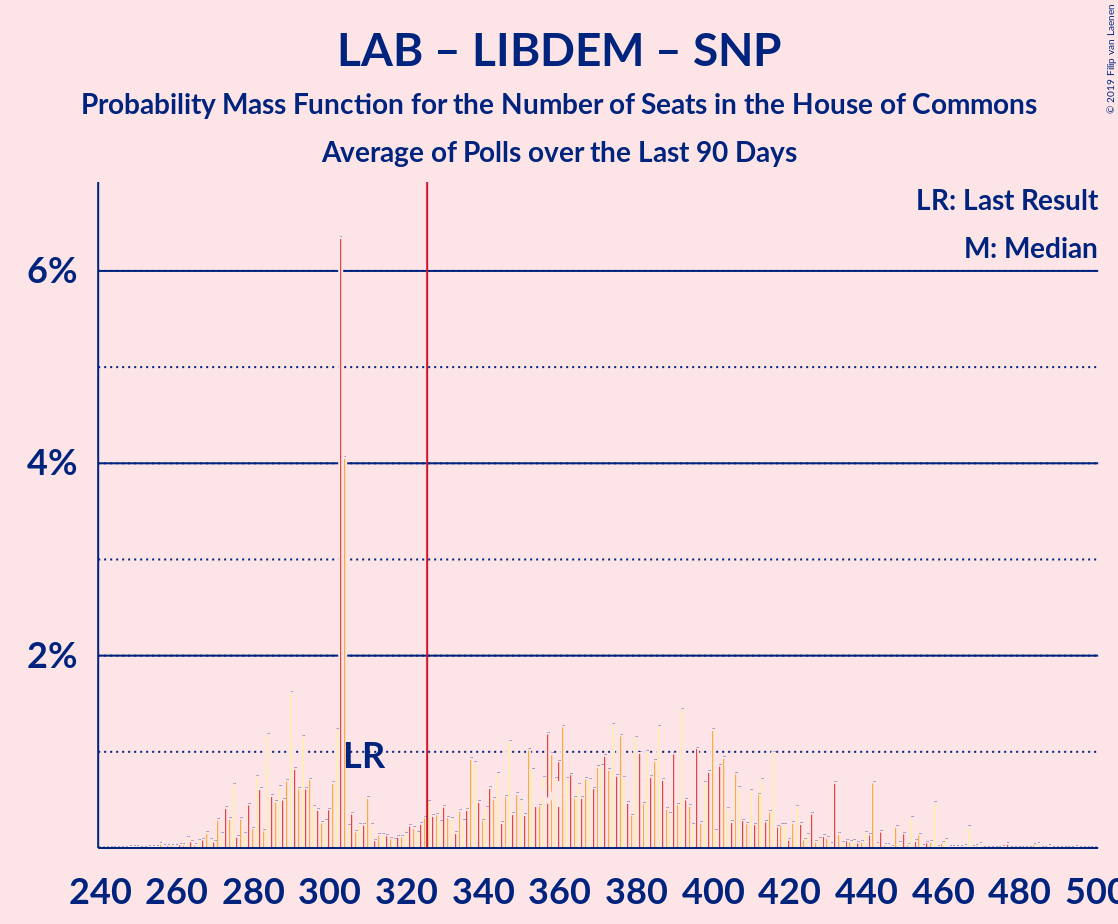 LAB – LIBDEM – SNP
Probability Mass Function for the Number of Seats in the House of Commons
Average of Polls over the Last 90 Days
© 2019 Filip van Laenen
LR: Last Result
M: Median
6%
4%
2%
LR
240 260 280 300 320 340 360 380 400 420 440 460 480 500